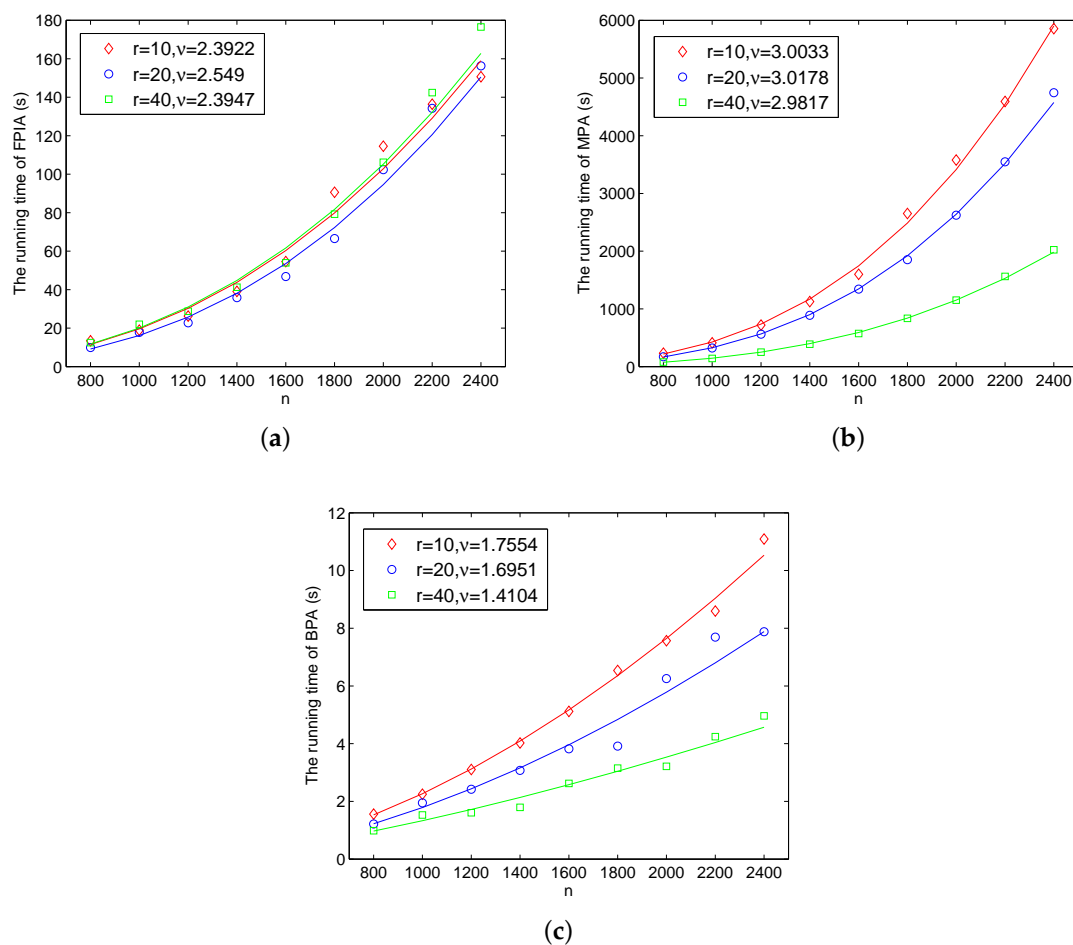 The running time of FPIA (s)
180
160
140
120
100
80
60
40
20
0
r=10,ν=2.3922
r=20,ν=2.549
r=40,ν=2.3947
800 1000 1200 1400 1600 1800 2000 2200 2400
n
(a)
The running time of MPA (s)
6000
5000
4000
3000
2000
1000
0
r=10,ν=3.0033
r=20,ν=3.0178
r=40,ν=2.9817
800 1000 1200 1400 1600 1800 2000 2200 2400
n
(b)
The running time of BPA (s)
12
10
8
6
4
2
0
r=10,ν=1.7554
r=20,ν=1.6951
r=40,ν=1.4104
800 1000 1200 1400 1600 1800 2000 2200 2400
n
(c)